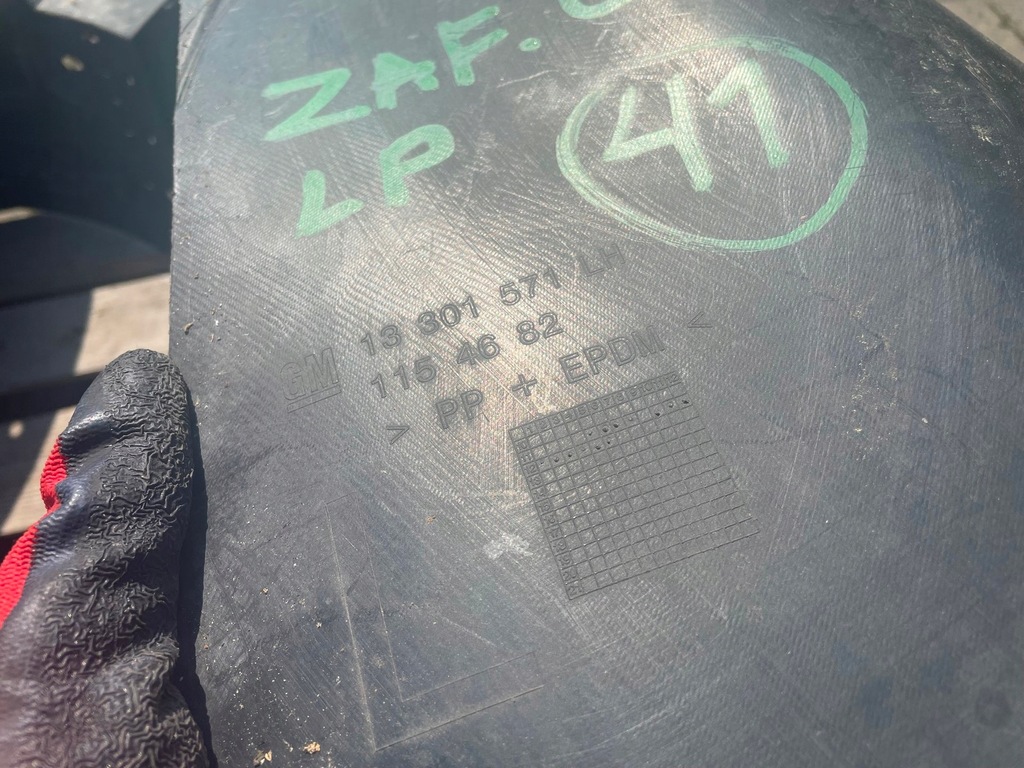 ZAF.
LP
41
GM
13 301 571 LH
115 46 82
> PP + EPDM <